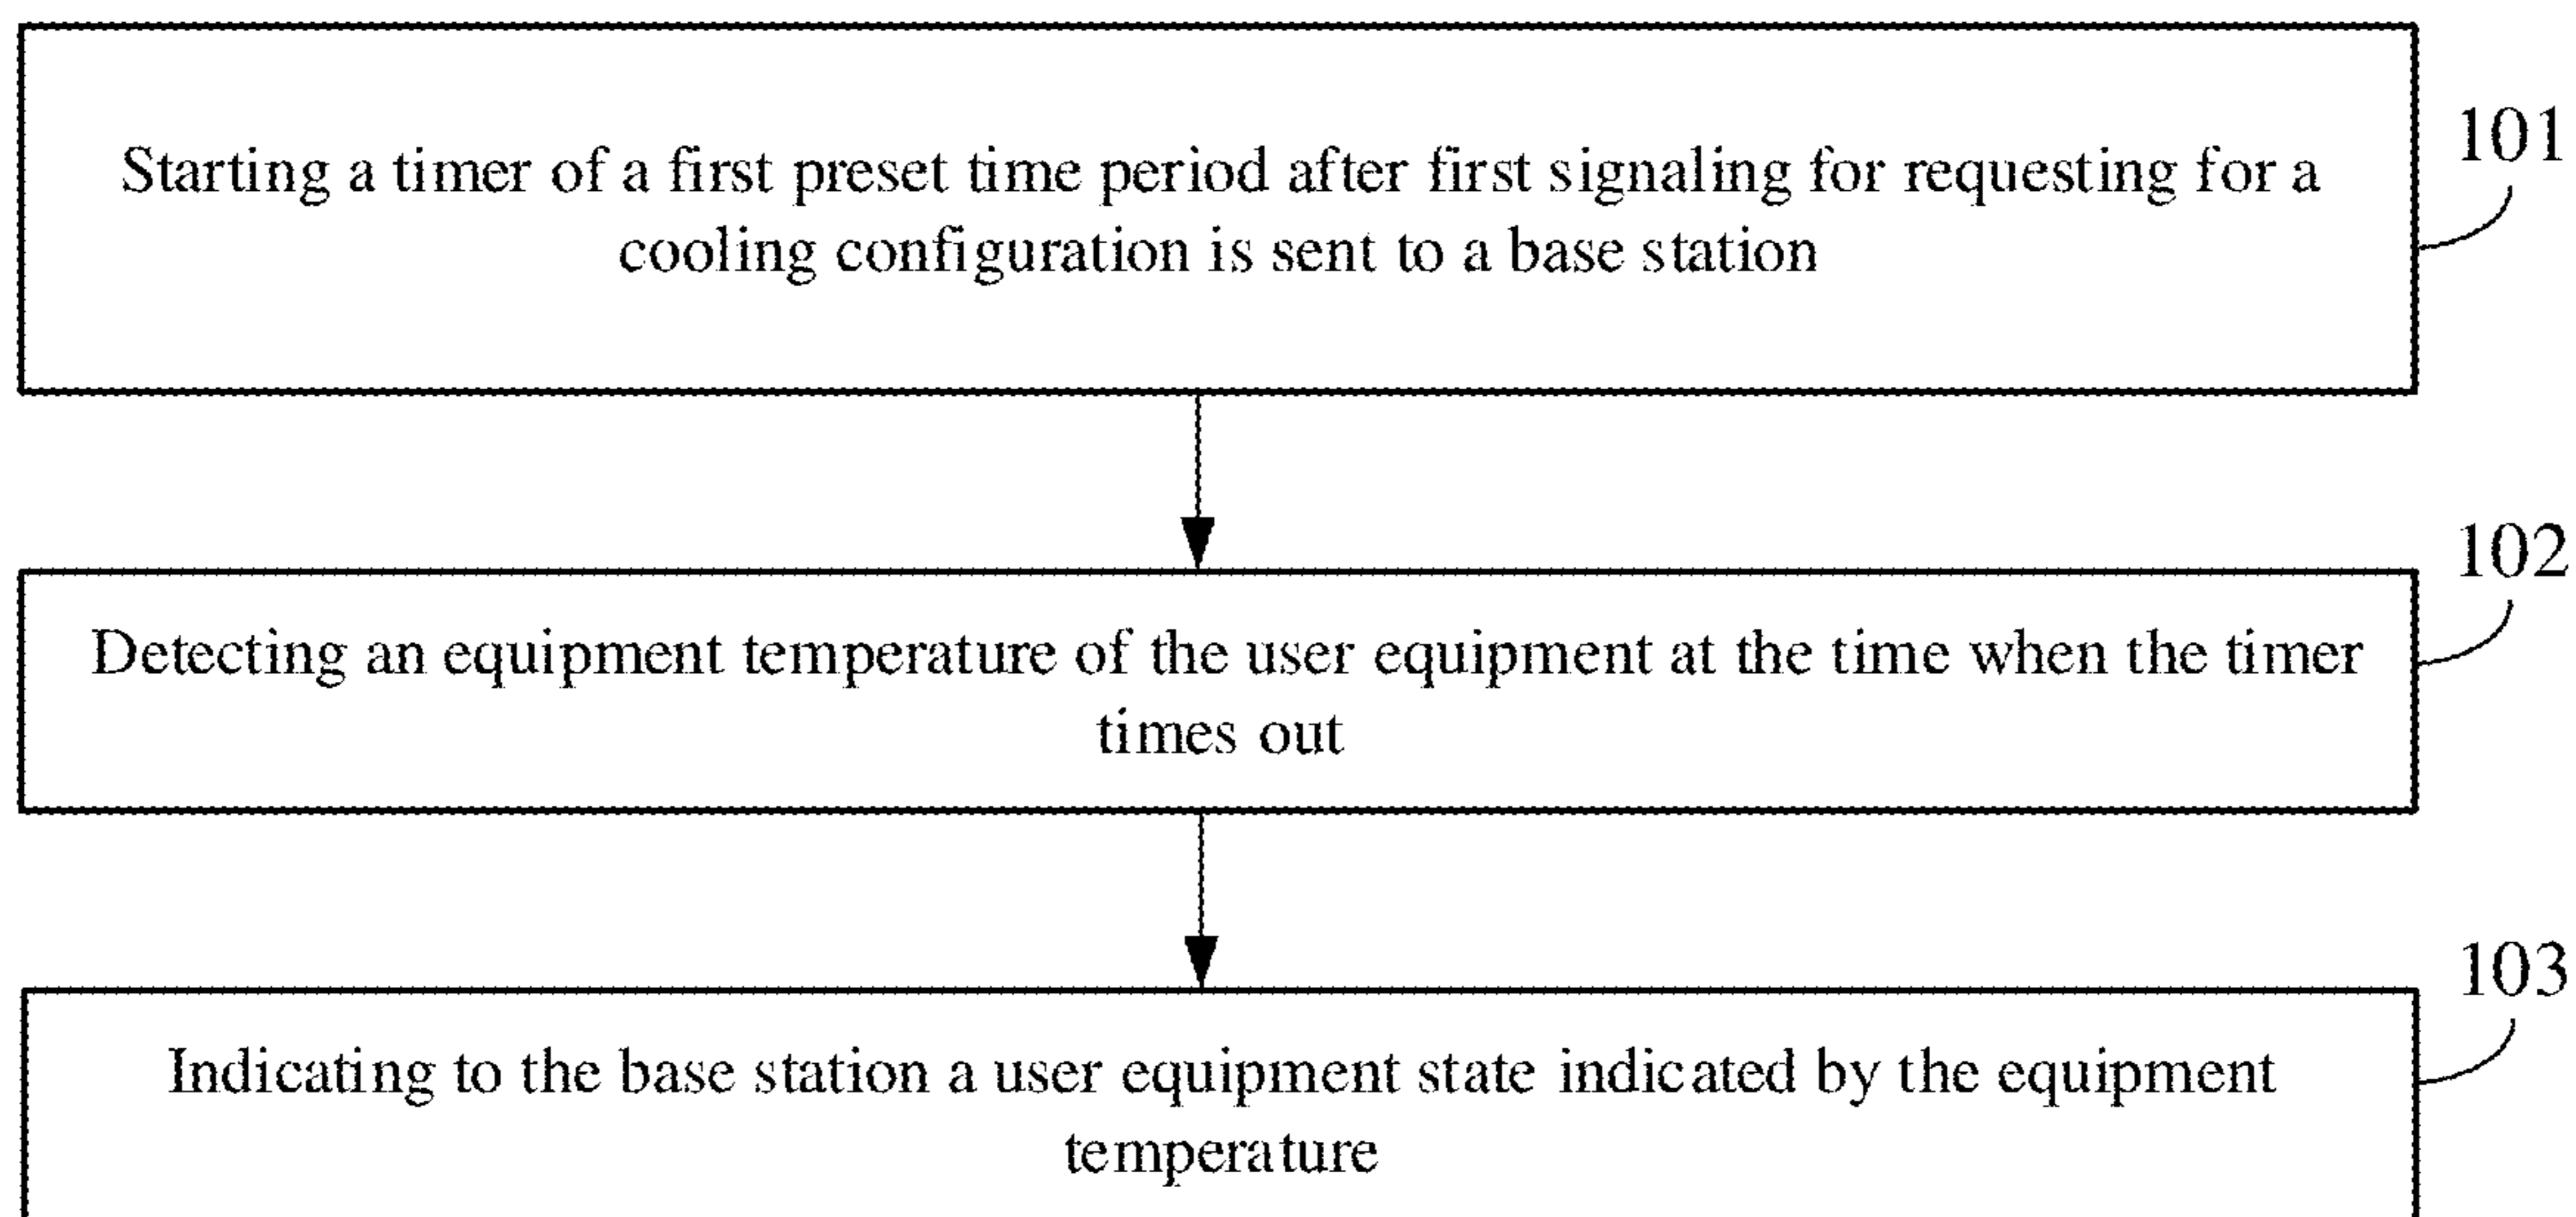 Starting a timer of a first preset time period after first signaling for requesting for a
cooling configuration is sent to a base station
101
Detecting an equipment temperature of the user equipment at the time when the timer
times out
102
Indicating to the base station a user equipment state indicated by the equipment
temperature
103